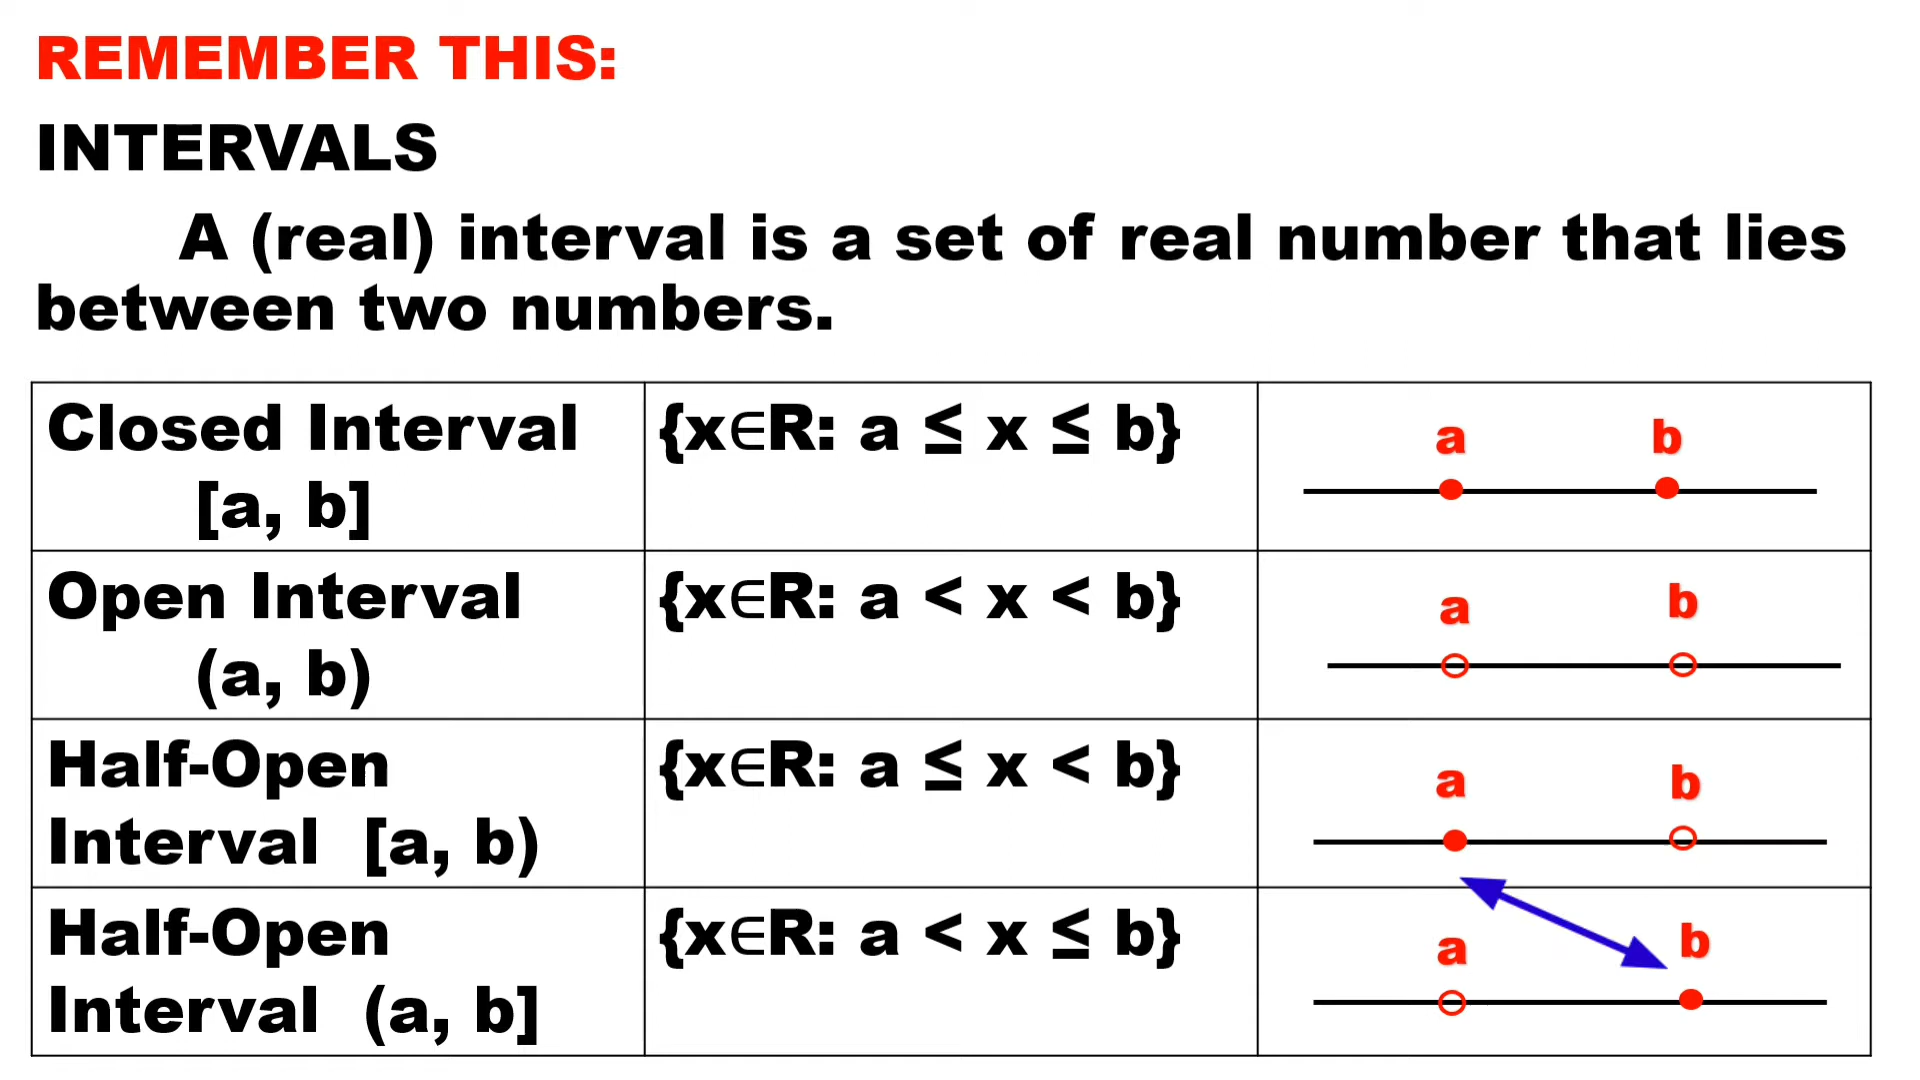 REMEMBER THIS:
INTERVALS
A (real) interval is a set of real number that lies
between two numbers.
Closed Interval
[a, b]
{x∈R: a ≤ x ≤ b}
a b
Open Interval
(a, b)
{x∈R: a < x < b}
a b
Half-Open
Interval [a, b)
{x∈R: a ≤ x < b}
a b
Half-Open
Interval (a, b]
{x∈R: a < x ≤ b}
a b